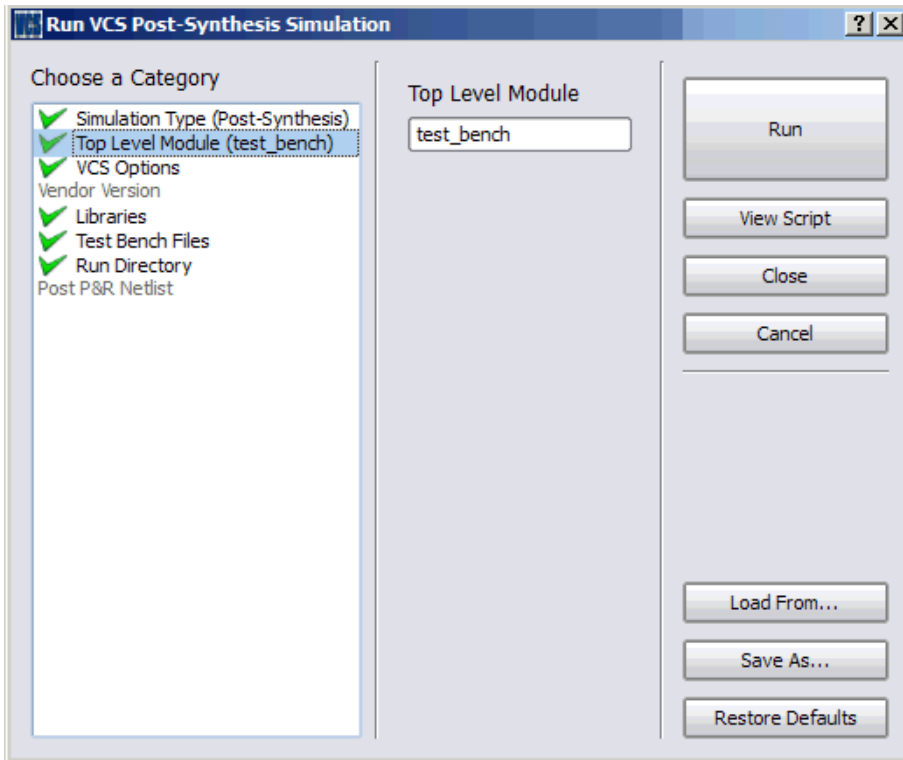 Run VCS Post-Synthesis Simulation
Choose a Category
Simulation Type (Post-Synthesis)
Top Level Module (test_bench)
VCS Options
Vendor Version
Libraries
Test Bench Files
Run Directory
Post P&R Netlist
Top Level Module
test_bench
Run
View Script
Close
Cancel
Load From...
Save As...
Restore Defaults